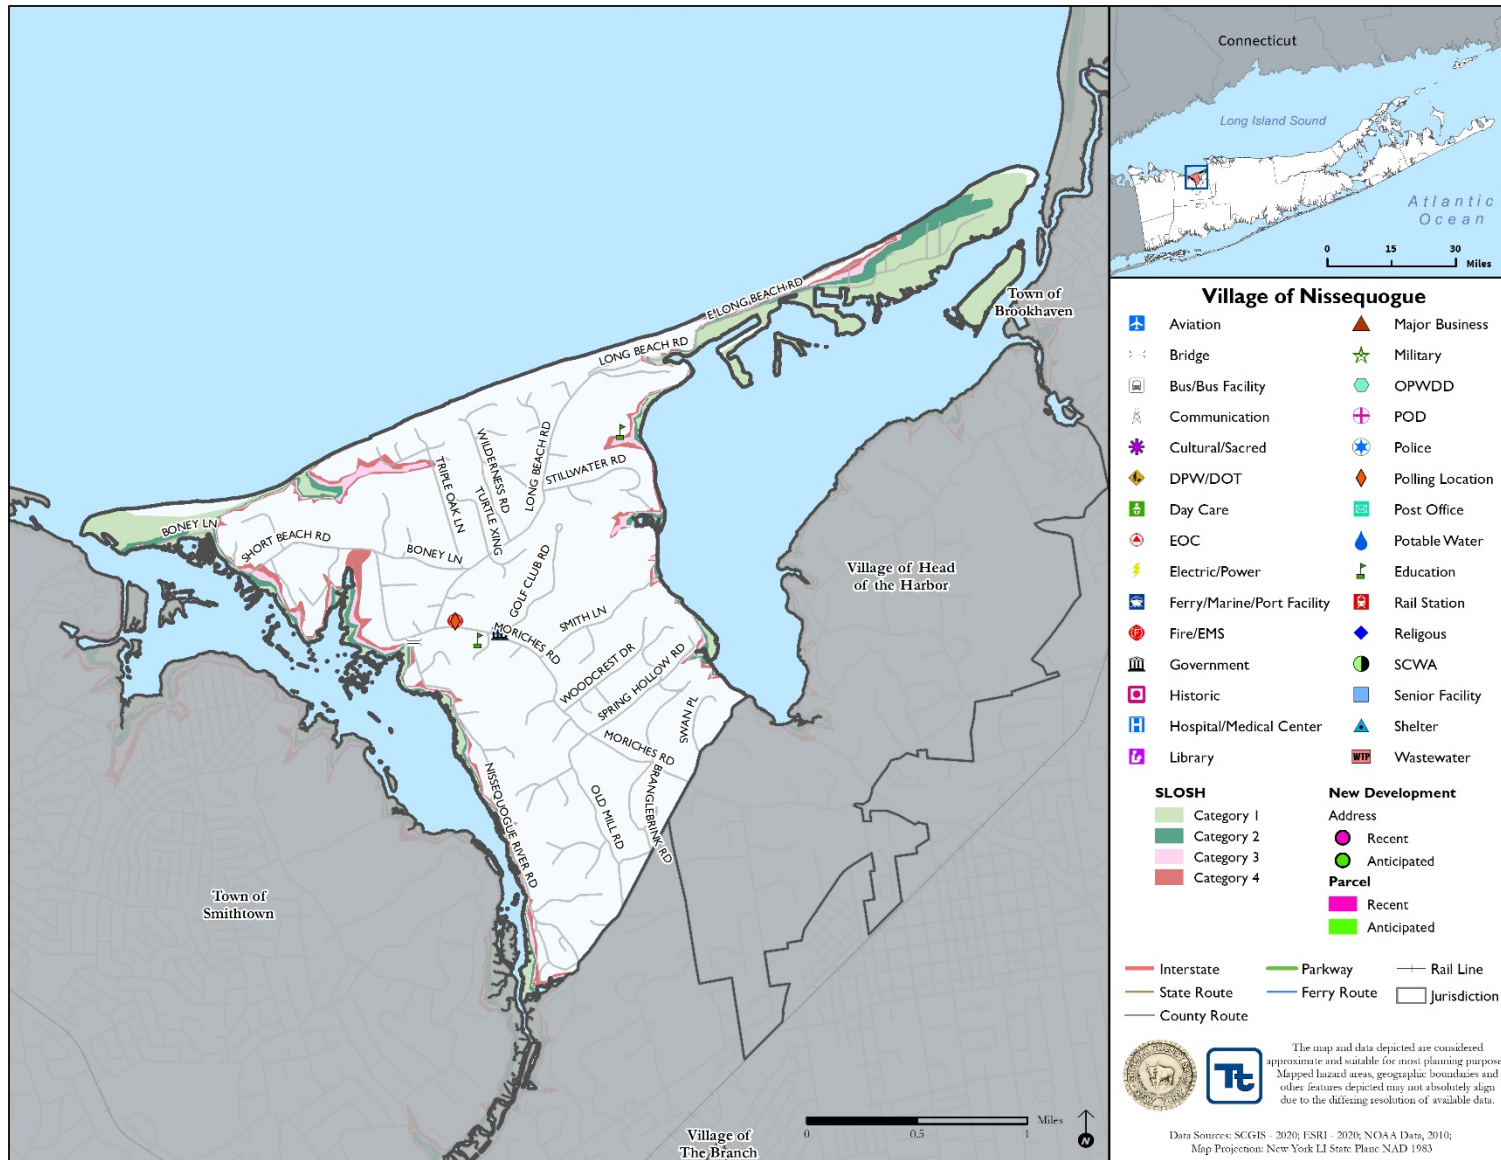 Connecticut
Long Island Sound
Atlantic
Ocean
0 15 30
Miles
Village of Nissequogue
Aviation
Major Business
Bridge
Military
Bus/Bus Facility
OPWDD
Communication
POD
Cultural/Sacred
Police
DPW/DOT
Polling Location
Day Care
Post Office
EOC
Potable Water
Electric/Power
Education
Ferry/Marine/Port Facility
Rail Station
Fire/EMS
Religous
Government
SCWA
Historic
Senior Facility
H Hospital/Medical Center
Shelter
Library
WTP Wastewater
SLOSH
Category 1
Category 2
Category 3
Category 4
New Development
Address
Recent
Anticipated
Parcel
Recent
Anticipated
Interstate
Parkway
Rail Line
State Route
Ferry Route
Jurisdiction
County Route
Tt
The map and data depicted are considered
approximate and suitable for most planning purpose
Mapped hazard areas, geographic boundaries and
other features depicted may not absolutely align
due to the differing resolution of available data.
Data Sources: SCGIS - 2020; ESRI - 2020; NOAA Data, 2010;
Map Projection: New York LI State Plane NAD 1983
Town of
Brookhaven
E LONG BEACH RD
LONG BEACH RD
WILDERNESS RD
LONG BEACH RD
TRIPLE OAK LN
TURTLE XING
STILLWATER RD
BONEY LN
SHORT BEACH RD
BONEY LN
GOLF CLUB RD
Village of Head
of the Harbor
MORICHES RD
SMITH LN
WOODCREST DR
SPRING HOLLOW RD
SWAN PL
MORICHES RD
BRANGLEBRINK RD
OLD MILL RD
NISSEQUOGUE RIVER RD
Town of
Smithtown
Village of
The Branch
0 0.5 1
Miles
N